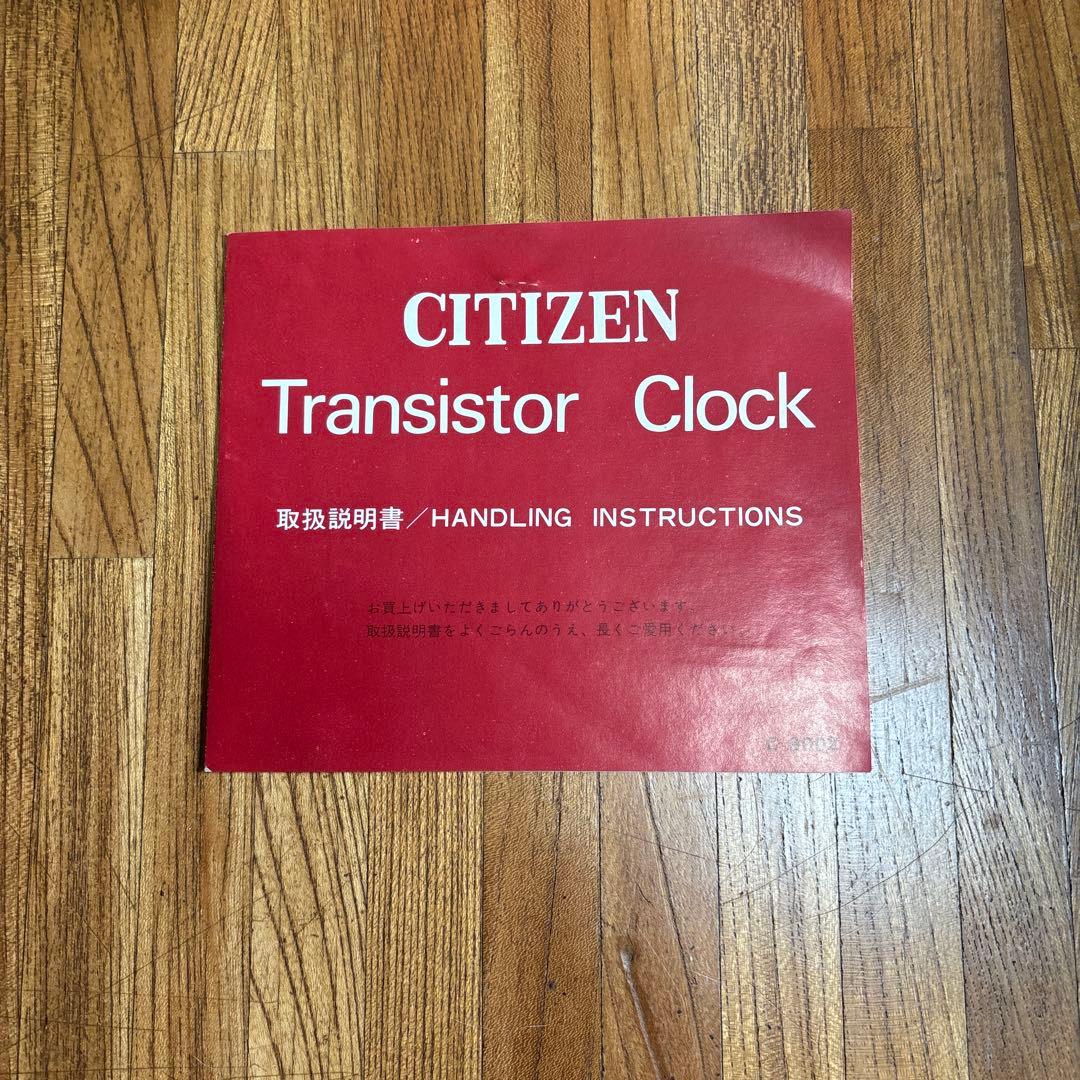 CITIZEN
Transistor Clock
取扱説明書／HANDLING INSTRUCTIONS
お買上げいただきましてありがとうございます。
取扱説明書をよくごらんのうえ、長くご愛用ください。